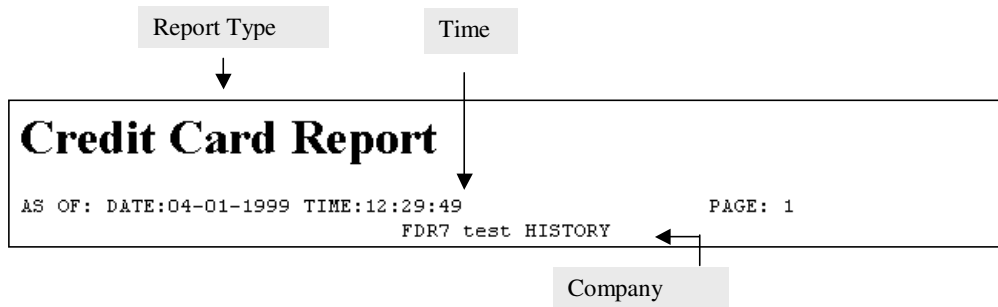 Report Type
Time
Credit Card Report
AS OF: DATE:04-01-1999 TIME:12:29:49 PAGE: 1
FDR7 test HISTORY
Company